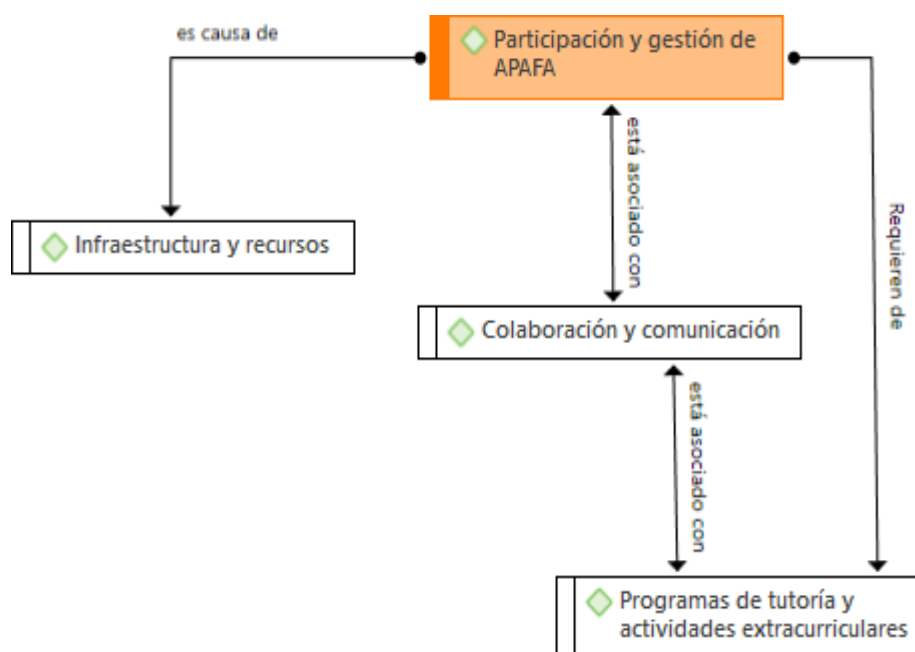 es causa de
Participación y gestión de
APAFA
está asociado con
Requieren de
Infraestructura y recursos
Colaboración y comunicación
está asociado con
Programas de tutoría y
actividades extracurriculares